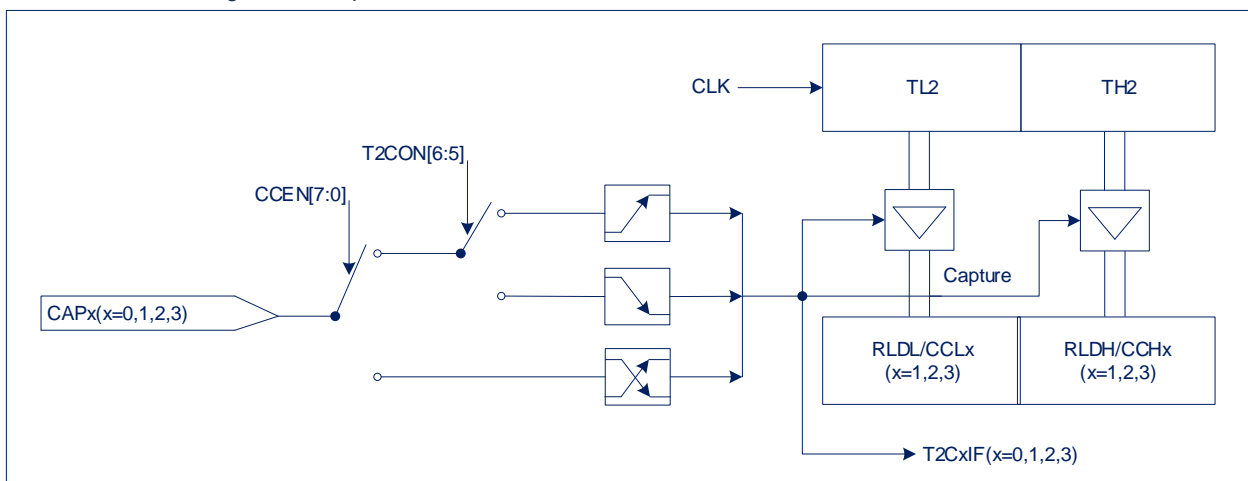 CLK
TL2
TH2
T2CON[6:5]
CCEN[7:0]
Capture
CAPx(x=0,1,2,3)
RLDL/CCLx
(x=1,2,3)
RLDH/CCHx
(x=1,2,3)
T2CxIF(x=0,1,2,3)